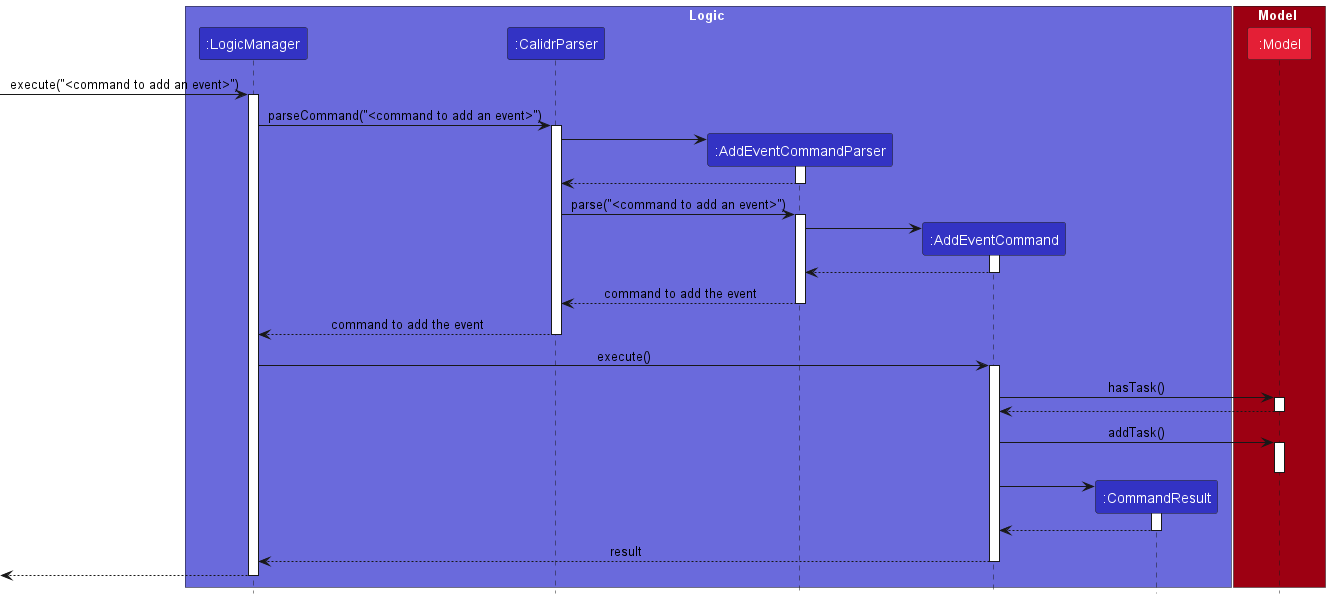 Logic
Model
:LogicManager
:CalidrParser
:Model
execute("<command to add an event>")
parseCommand("<command to add an event>")
:AddEventCommandParser
parse("<command to add an event>")
:AddEventCommand
command to add the event
command to add the event
execute()
hasTask()
addTask()
:CommandResult
result